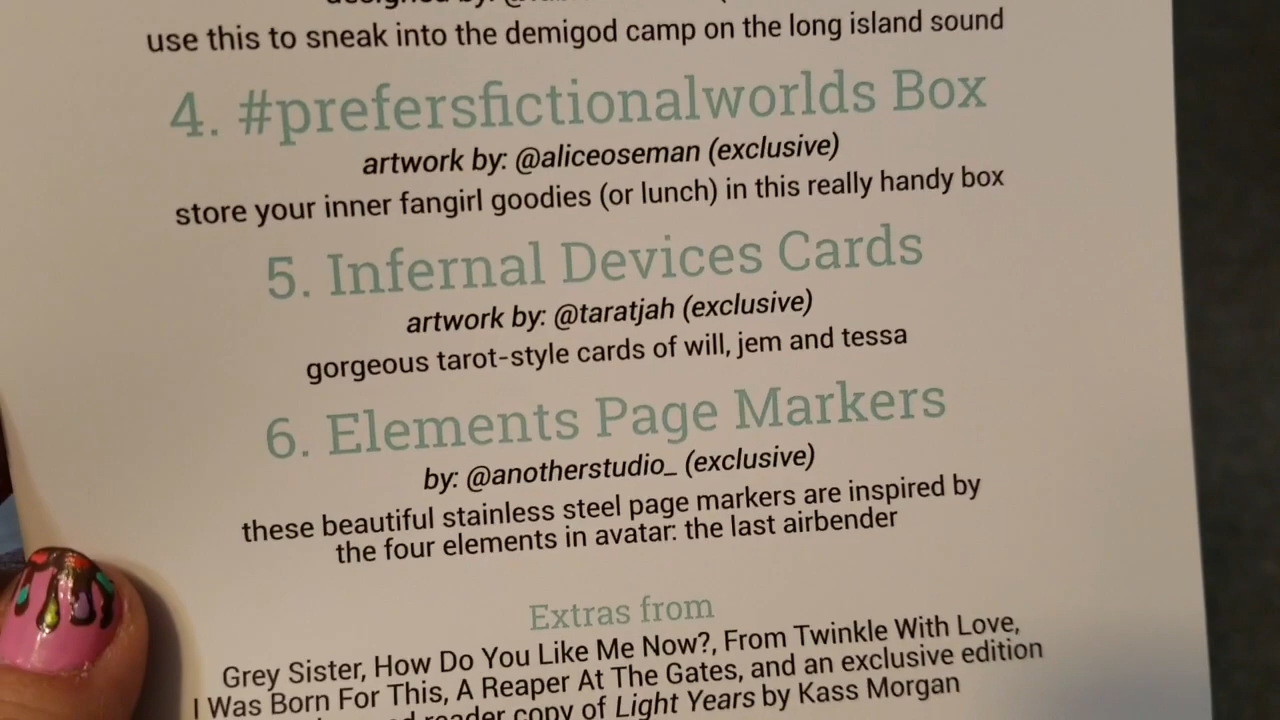 designed by:
use this to sneak into the demigod camp on the long island sound
4. #prefersfictionalworlds Box
artwork by: @aliceoseman (exclusive)
store your inner fangirl goodies (or lunch) in this really handy box
5. Infernal Devices Cards
artwork by: @taratjah (exclusive)
gorgeous tarot-style cards of will, jem and tessa
6. Elements Page Markers
by: @anotherstudio_ (exclusive)
these beautiful stainless steel page markers are inspired by
the four elements in avatar: the last airbender
Extras from
Grey Sister, How Do You Like Me Now?, From Twinkle With Love,
I Was Born For This, A Reaper At The Gates, and an exclusive edition
reader copy of Light Years by Kass Morgan